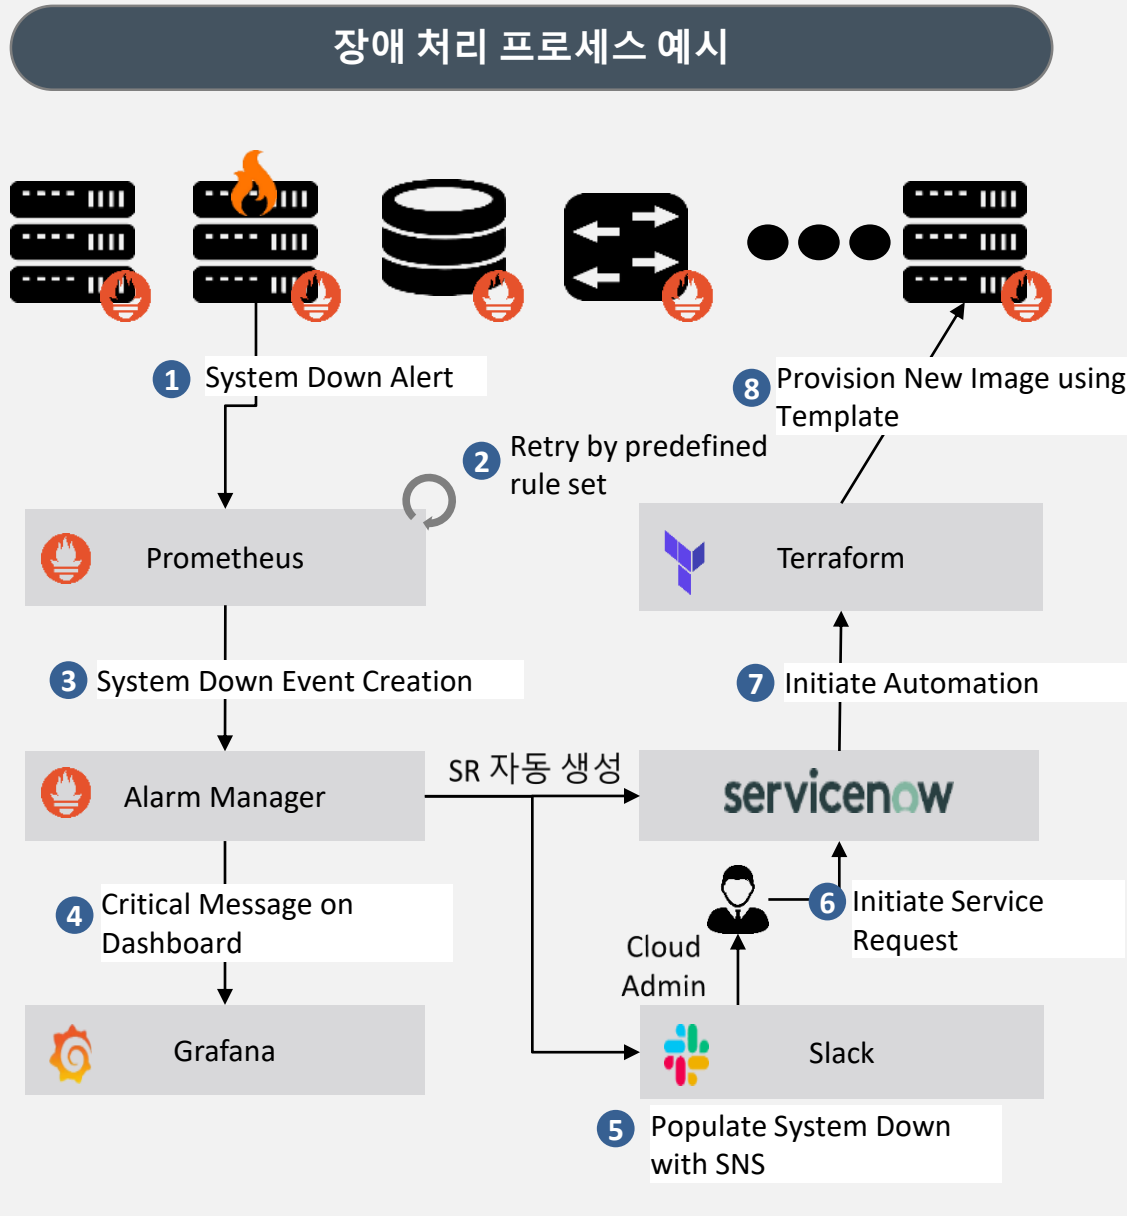 장애 처리 프로세스 예시
1 System Down Alert
2 Retry by predefined
rule set
8 Provision New Image using
Template
Prometheus
Terraform
3 System Down Event Creation
7 Initiate Automation
Alarm Manager
SR 자동 생성
servicenow
4 Critical Message on
Dashboard
6 Initiate Service
Request
Cloud
Admin
Grafana
Slack
5 Populate System Down
with SNS